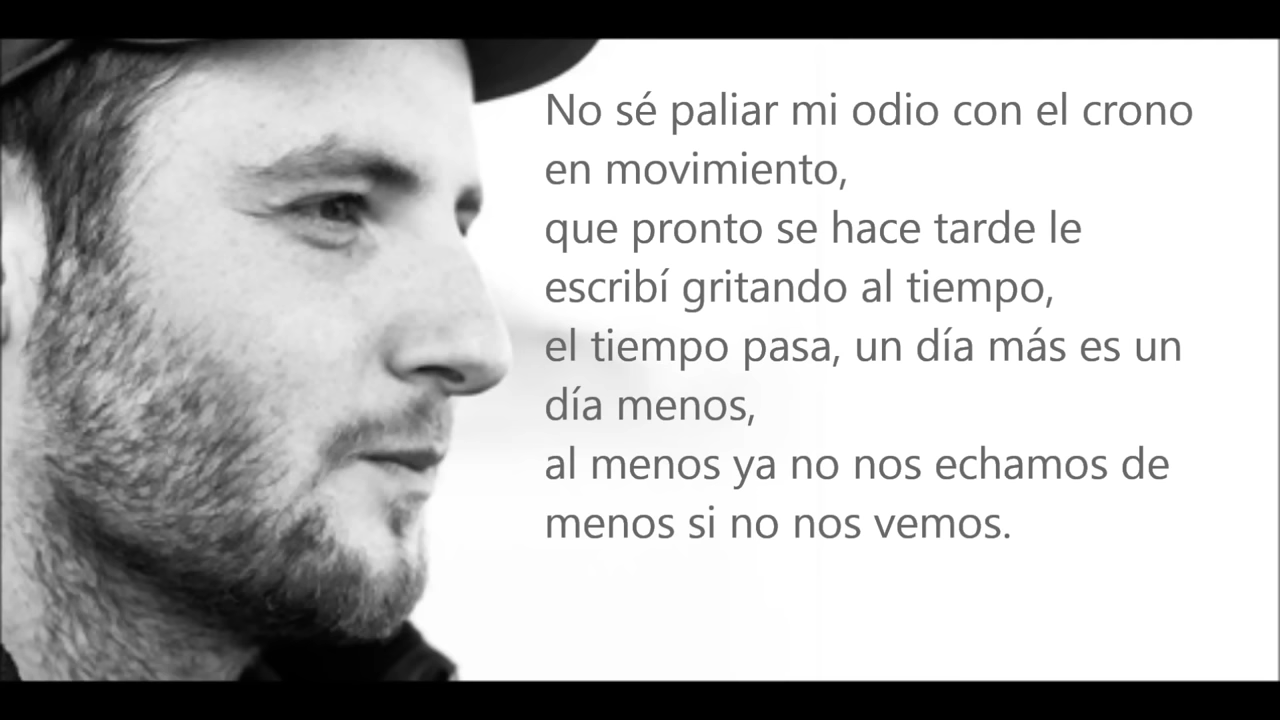 No sé paliar mi odio con el crono
en movimiento,
que pronto se hace tarde le
escribí gritando al tiempo,
el tiempo pasa, un día más es un
día menos,
al menos ya no nos echamos de
menos si no nos vemos.